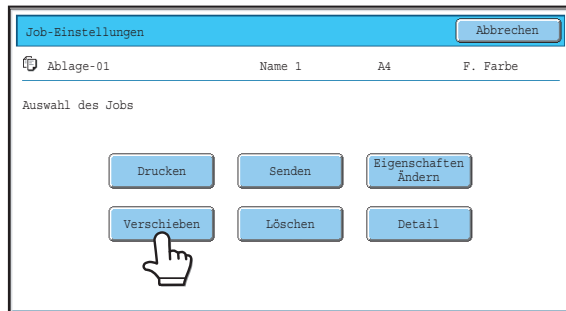 Job-Einstellungen Abbrechen
Ablage-01 Name 1 A4 F. Farbe
Auswahl des Jobs
Drucken Senden Eigenschaften
Ändern
Verschieben Löschen Detail